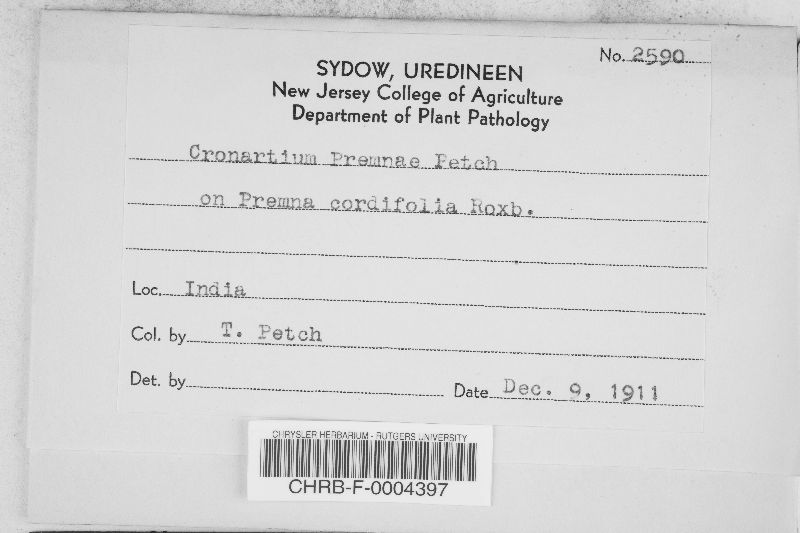 No. 2590
SYDOW, UREDINEEN
New Jersey College of Agriculture
Department of Plant Pathology
Cronartium Premnae Petch
on Premna cordifolia Roxb.
Loc. India
Col. by T. Petch
Det. by
Date Dec. 9, 1911
CHRYSLER HERBARIUM - RUTGERS UNIVERSITY
CHRB-F-0004397